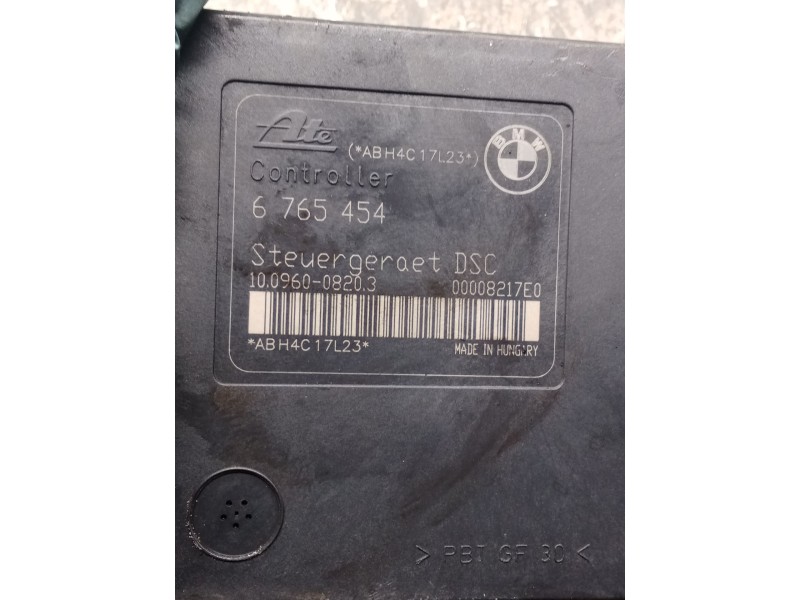 Ate
(*ABH4C17L23*)
BMW
Controller
6 765 454
Steuergeraet DSC
10.0960-0820.3 00008217E0
*ABH4C17L23*
MADE IN HUNGARY
> PBT GF 30 <